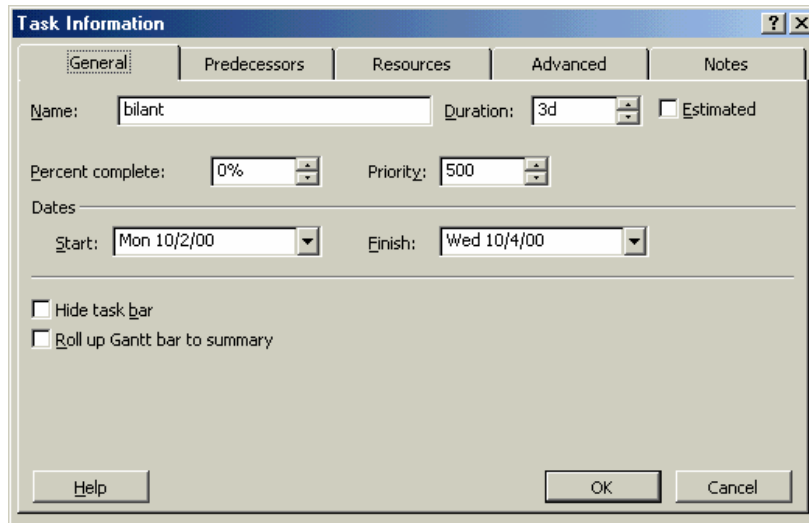 Task Information
General Predecessors Resources Advanced Notes
Name: bilant Duration: 3d Estimated
Percent complete: 0% Priority: 500
Dates
Start: Mon 10/2/00 Finish: Wed 10/4/00
Hide task bar
Roll up Gantt bar to summary
Help OK Cancel